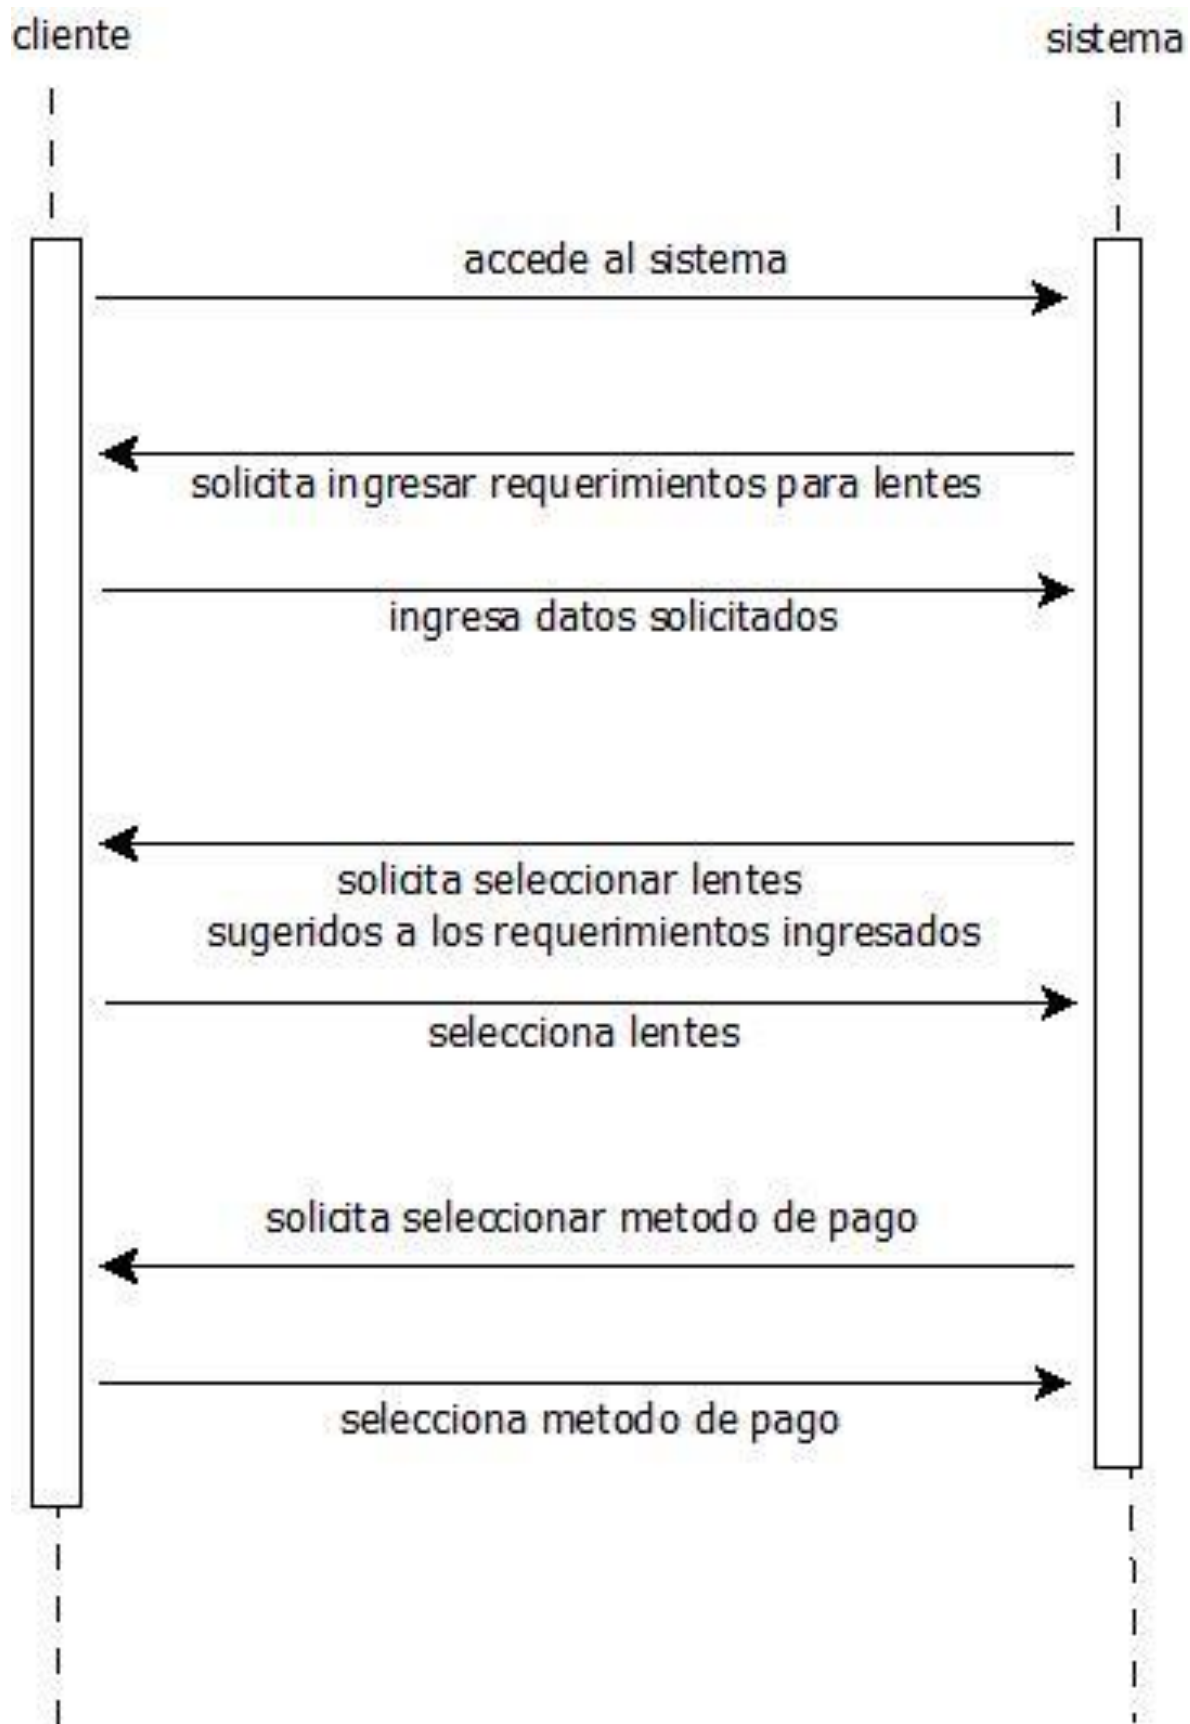 cliente
sistema
accede al sistema
solicita ingresar requerimientos para lentes
ingresa datos solicitados
solicita seleccionar lentes
sugeridos a los requerimientos ingresados
selecciona lentes
solicita seleccionar metodo de pago
selecciona metodo de pago